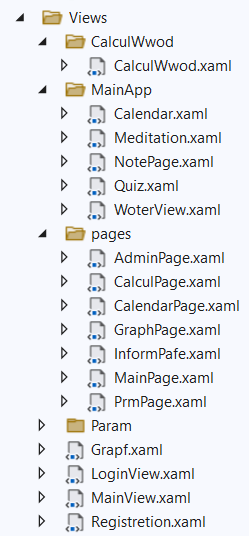 Views
CalculWwod
CalculWwod.xaml
MainApp
Calendar.xaml
Meditation.xaml
NotePage.xaml
Quiz.xaml
WoterView.xaml
pages
AdminPage.xaml
CalculPage.xaml
CalendarPage.xaml
GraphPage.xaml
InformPafe.xaml
MainPage.xaml
PrmPage.xaml
Param
Grapf.xaml
LoginView.xaml
MainView.xaml
Registretion.xaml